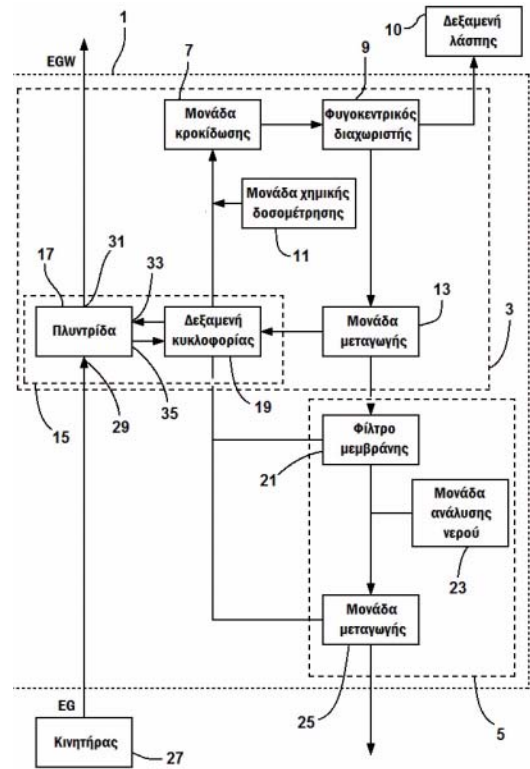 10
Δεξαμενή
λάσπης
1
EGW
7
9
Μονάδα
κροκίδωσης
Φυγοκεντρικός
διαχωριστής
Μονάδα χημικής
δοσομέτρησης
11
31
17
33
13
3
Πλυντρίδα
Δεξαμενή
κυκλοφορίας
Μονάδα
μεταγωγής
15
29
35
19
Φίλτρο
μεμβράνης
21
Μονάδα
ανάλυσης
νερού
23
Μονάδα
μεταγωγής
25
5
EG
Κινητήρας
27